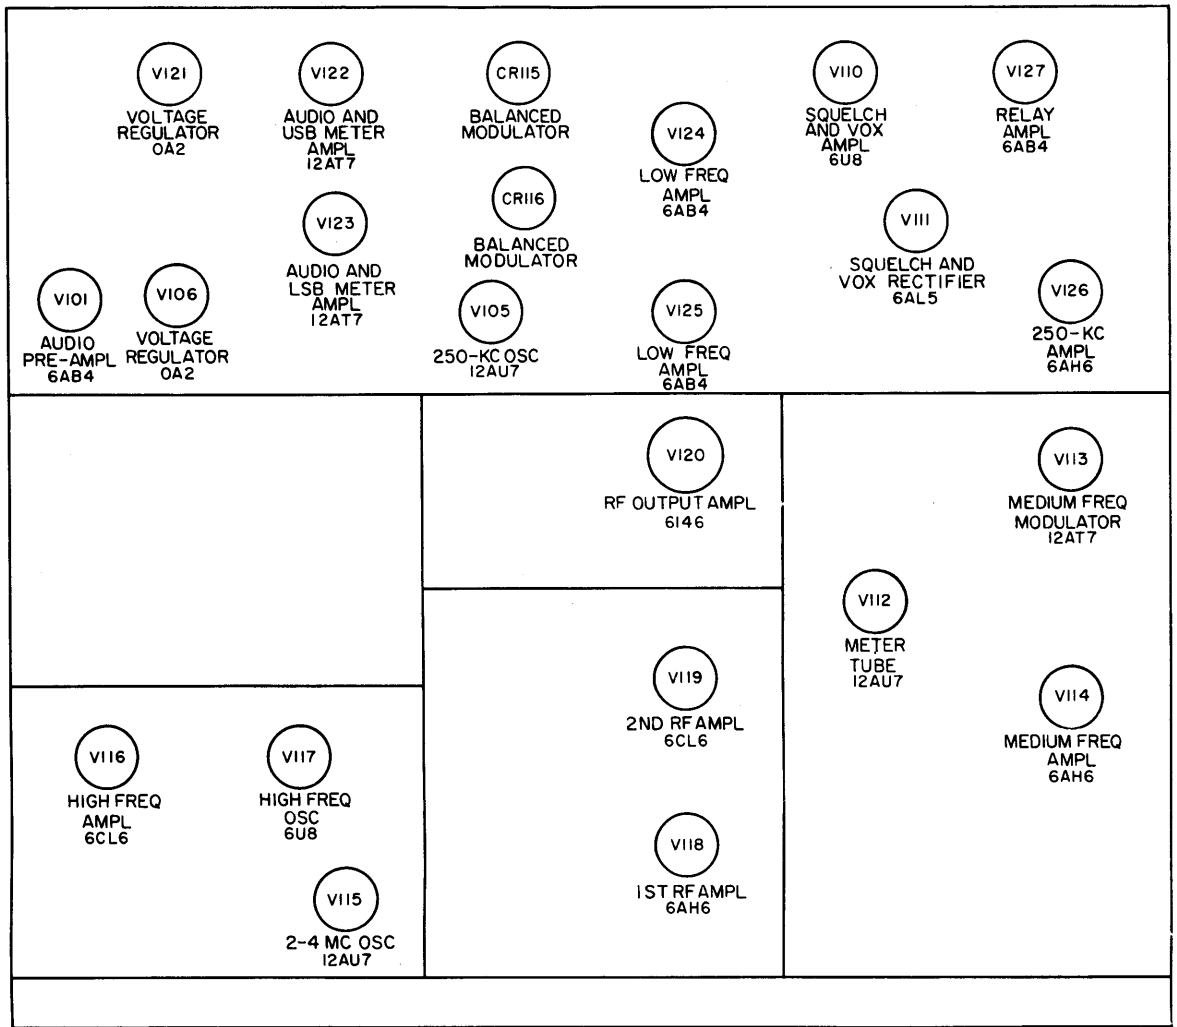 V121
VOLTAGE
REGULATOR
OA2
V122
AUDIO AND
USB METER
AMPL
12AT7
CR115
BALANCED
MODULATOR
V124
LOW FREQ
AMPL
6AB4
V110
SQUELCH
AND VOX
AMPL
6U8
V127
RELAY
AMPL
6AB4
V123
AUDIO AND
LSB METER
AMPL
12AT7
CR116
BALANCED
MODULATOR
V111
SQUELCH AND
VOX RECTIFIER
6AL5
V101
AUDIO
PRE-AMPL
6AB4
V106
VOLTAGE
REGULATOR
OA2
V105
250-KC OSC
12AU7
V125
LOW FREQ
AMPL
6AB4
V126
250-KC
AMPL
6AH6
V120
RF OUTPUT AMPL
6146
V113
MEDIUM FREQ
MODULATOR
12AT7
V112
METER
TUBE
12AU7
V119
2ND RF AMPL
6CL6
V114
MEDIUM FREQ
AMPL
6AH6
V116
HIGH FREQ
AMPL
6CL6
V117
HIGH FREQ
OSC
6U8
V118
1ST RF AMPL
6AH6
V115
2-4 MC OSC
12AU7